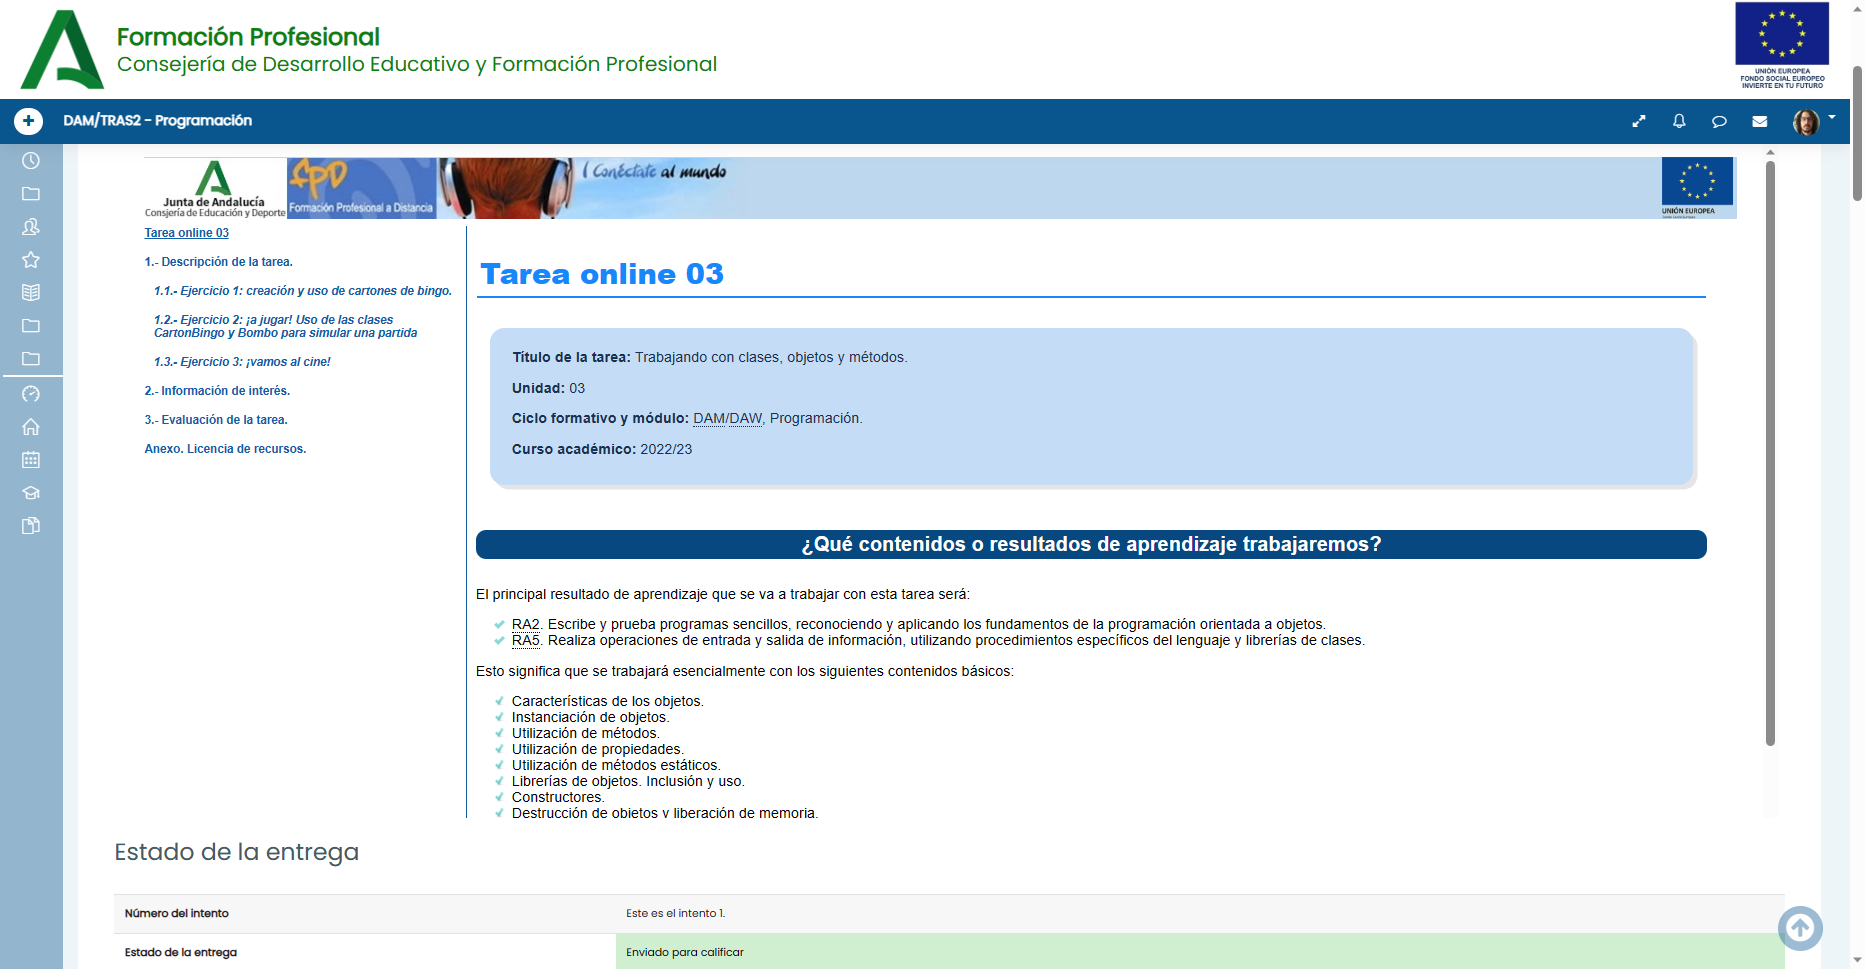 Formación Profesional
Consejería de Desarrollo Educativo y Formación Profesional
UNIÓN EUROPEA
FONDO SOCIAL EUROPEO
INVIERTE EN TU FUTURO
DAM/TRAS2 - Programación
Junta de Andalucía
Consejería de Educación y Deporte
FPD
Formación Profesional a Distancia
Conéctate al mundo
UNIÓN EUROPEA
Tarea online 03
1.- Descripción de la tarea.
1.1.- Ejercicio 1: creación y uso de cartones de bingo.
1.2.- Ejercicio 2: ¡a jugar! Uso de las clases
CartonBingo y Bombo para simular una partida
1.3.- Ejercicio 3: ¡vamos al cine!
2.- Información de interés.
3.- Evaluación de la tarea.
Anexo. Licencia de recursos.
Tarea online 03
Título de la tarea: Trabajando con clases, objetos y métodos.
Unidad: 03
Ciclo formativo y módulo: DAM/DAW, Programación.
Curso académico: 2022/23
¿Qué contenidos o resultados de aprendizaje trabajaremos?
El principal resultado de aprendizaje que se va a trabajar con esta tarea será:
RA2. Escribe y prueba programas sencillos, reconociendo y aplicando los fundamentos de la programación orientada a objetos.
RA5. Realiza operaciones de entrada y salida de información, utilizando procedimientos específicos del lenguaje y librerías de clases.
Esto significa que se trabajará esencialmente con los siguientes contenidos básicos:
Características de los objetos.
Instanciación de objetos.
Utilización de métodos.
Utilización de propiedades.
Utilización de métodos estáticos.
Librerías de objetos. Inclusión y uso.
Constructores.
Destrucción de objetos y liberación de memoria.
Estado de la entrega
Número del intento
Este es el intento 1.
Estado de la entrega
Enviado para calificar